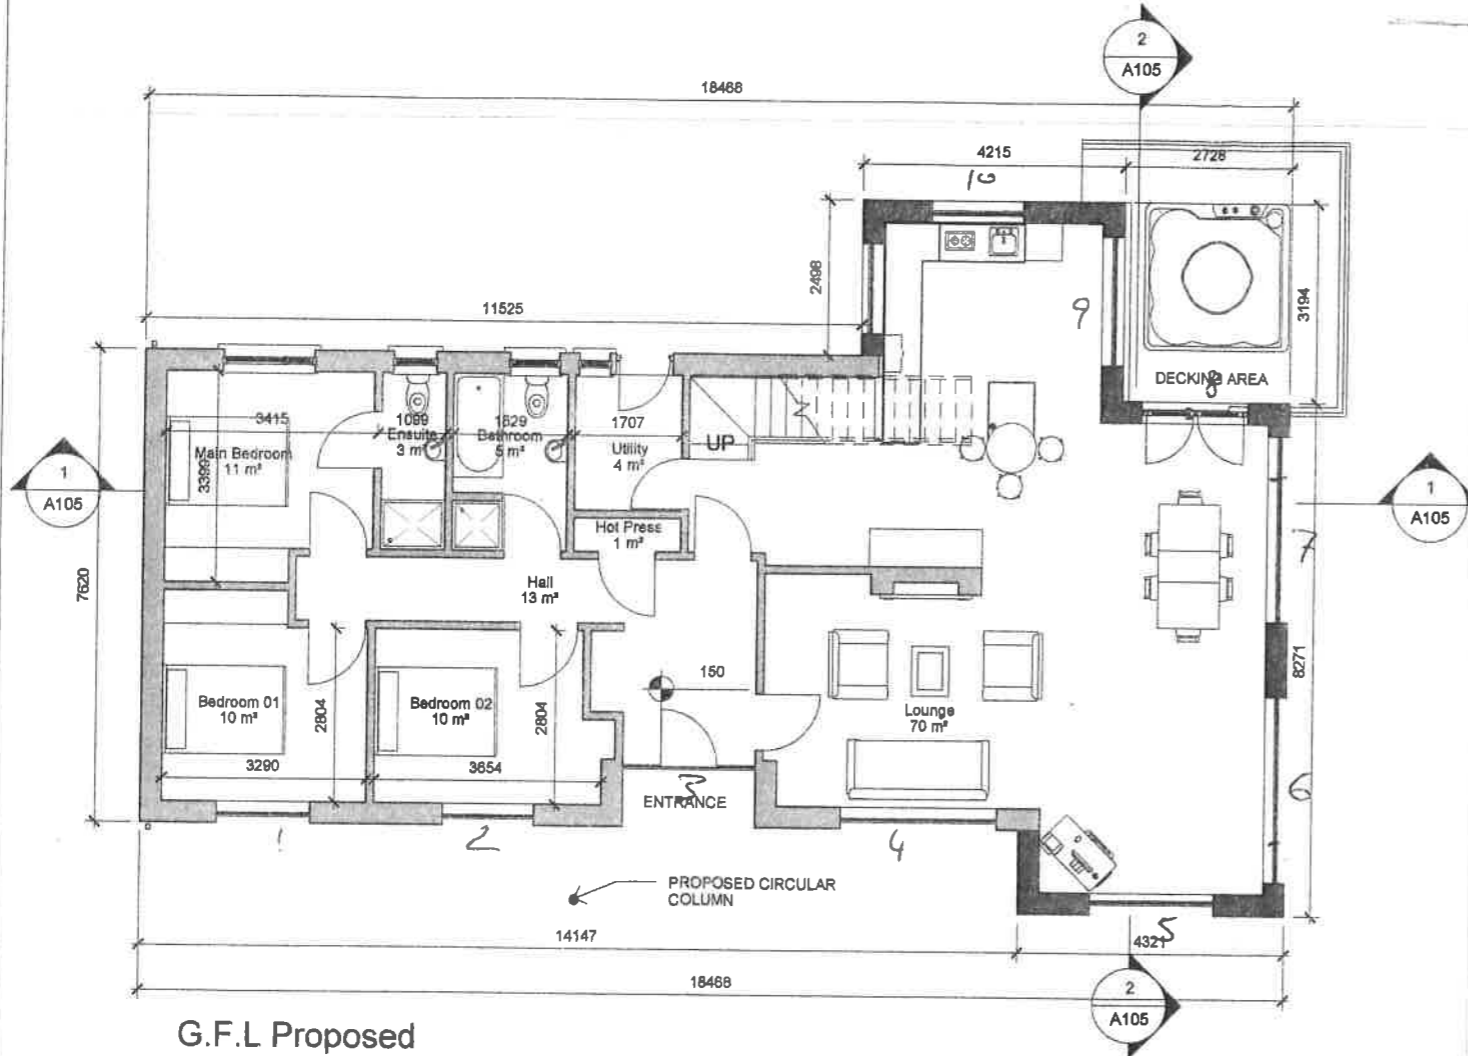 2
A105
18468
4215
2728
10
2498
11525
3194
9
DECKING AREA
8
3415
1099
1629
1707
Ensuite
3 m²
Bathroom
5 m²
Utility
4 m²
UP
Main Bedroom
11 m²
3399
1
A105
1
A105
Hot Press
1 m²
7
7620
Hall
13 m²
8271
150
Bedroom 01
10 m²
2804
Bedroom 02
10 m²
2804
Lounge
70 m²
3290
3654
3
ENTRANCE
6
1
2
4
PROPOSED CIRCULAR
COLUMN
5
14147
4321
18468
2
A105
G.F.L Proposed